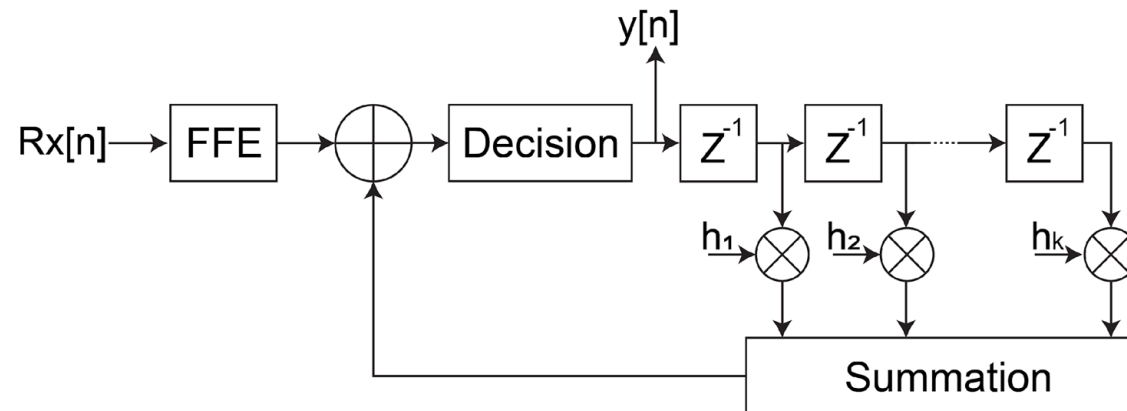 y[n]
Rx[n] FFE Decision Z⁻¹ Z⁻¹ Z⁻¹
h₁ h₂ hₖ
Summation